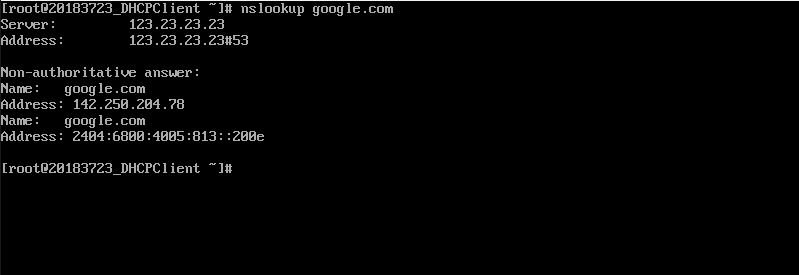 [root@20183723_DHCPClient ~]# nslookup google.com
Server:         123.23.23.23
Address:        123.23.23.23#53

Non-authoritative answer:
Name:   google.com
Address: 142.250.204.78
Name:   google.com
Address: 2404:6800:4005:813::200e

[root@20183723_DHCPClient ~]#